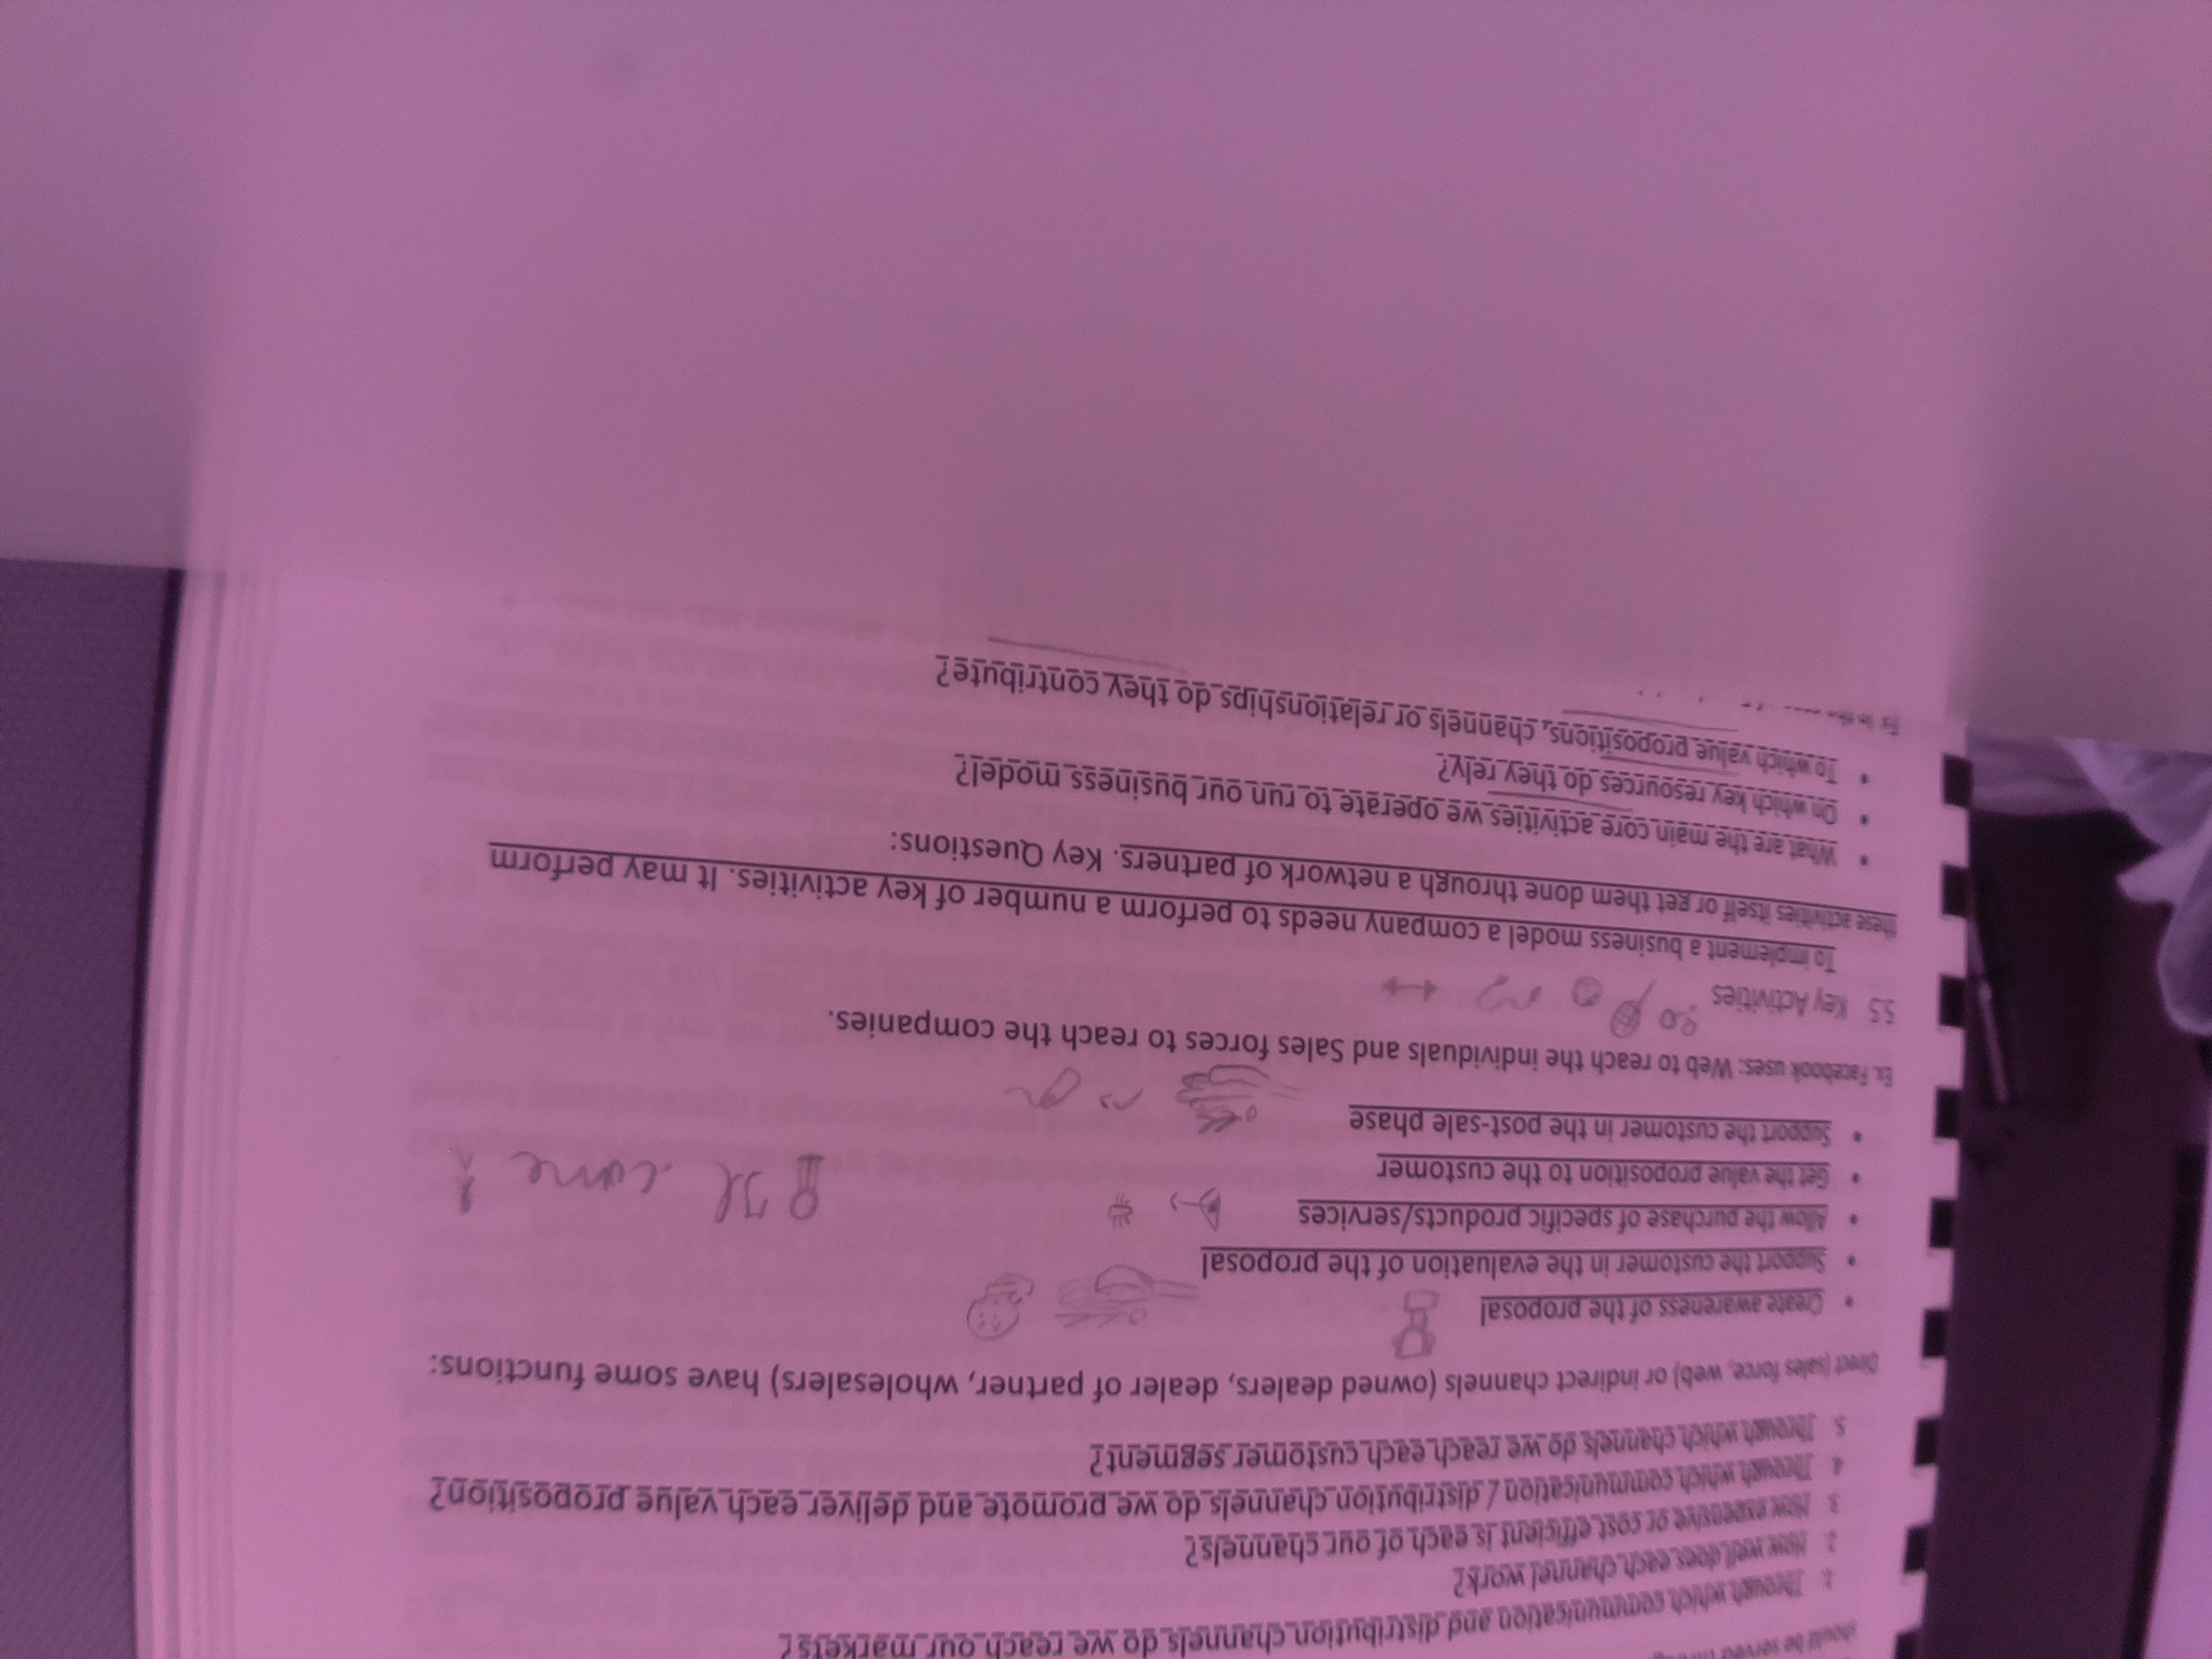 should be served throug
1. Through which communication and distribution channels do we reach our markets?
2. How well does each channel work?
3. How expensive or cost efficient is each of our channels?
4. Through which communication / distribution channels do we promote and deliver each value proposition?
5. Through which channels do we reach each customer segment?
Direct (sales force, web) or indirect channels (owned dealers, dealer of partner, wholesalers) have some functions:
• Create awareness of the proposal
• Support the customer in the evaluation of the proposal
• Allow the purchase of specific products/services
• Get the value proposition to the customer
• Support the customer in the post-sale phase
Ex. Facebook uses: Web to reach the individuals and Sales forces to reach the companies.
5.5 Key Activities
To implement a business model a company needs to perform a number of key activities. It may perform
these activities itself or get them done through a network of partners. Key Questions:
• What are the main core activities we operate to run our business model?
• On which key resources do they rely?
• To which value propositions, channels or relationships do they contribute?